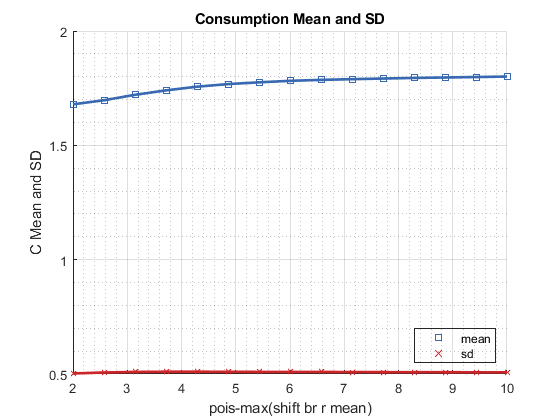 Consumption Mean and SD
2
1.5
1
0.5
C Mean and SD
mean
sd
2 3 4 5 6 7 8 9 10
pois-max(shift br r mean)